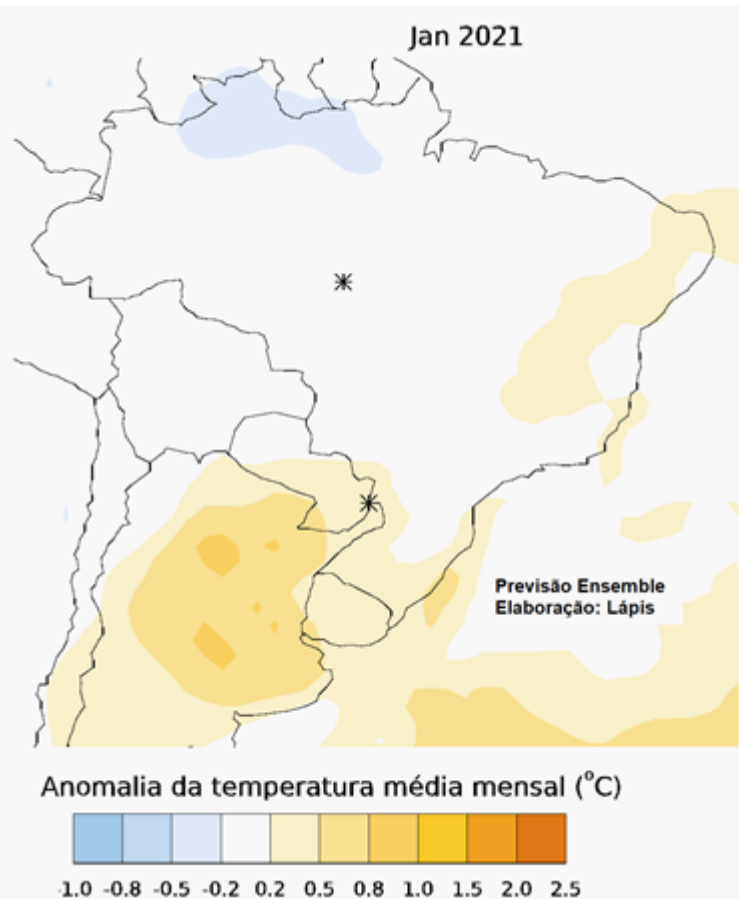 Jan 2021
Previsão Ensemble
Elaboração: Lápis
Anomalia da temperatura média mensal (°C)
-1.0 -0.8 -0.5 -0.2 0.2 0.5 0.8 1.0 1.5 2.0 2.5